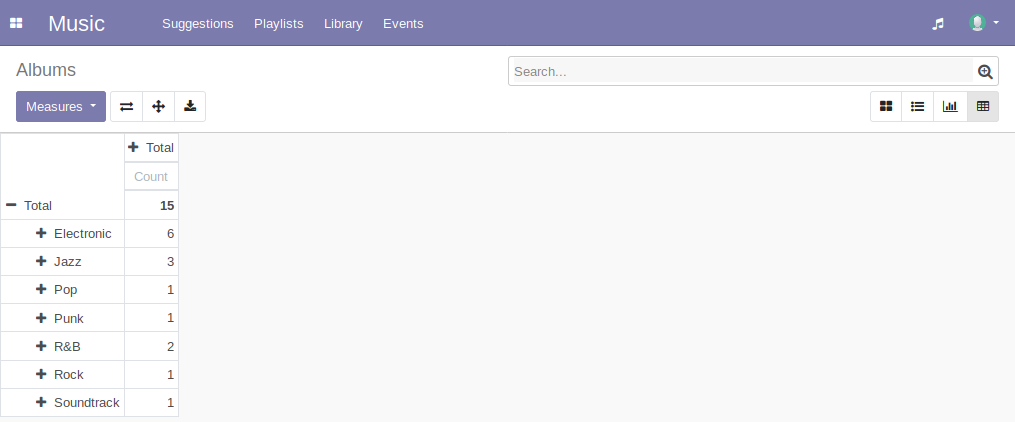 Music Suggestions Playlists Library Events
Albums
Search...
Measures
Total
Count
Total 15
Electronic 6
Jazz 3
Pop 1
Punk 1
R&B 2
Rock 1
Soundtrack 1